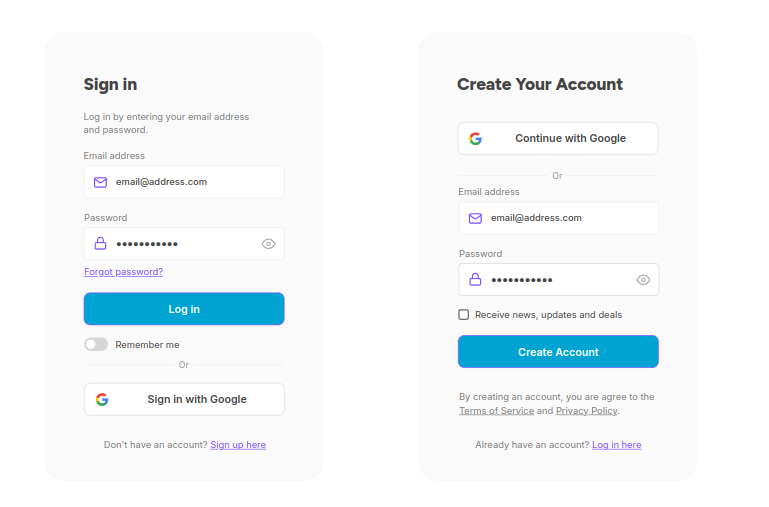 Sign in
Log in by entering your email address
and password.
Email address
email@address.com
Password
●●●●●●●●●●●
Forgot password?
Log in
Remember me
Or
Sign in with Google
Don't have an account? Sign up here
Create Your Account
Continue with Google
Or
Email address
email@address.com
Password
●●●●●●●●●●●
Receive news, updates and deals
Create Account
By creating an account, you are agree to the
Terms of Service and Privacy Policy.
Already have an account? Log in here